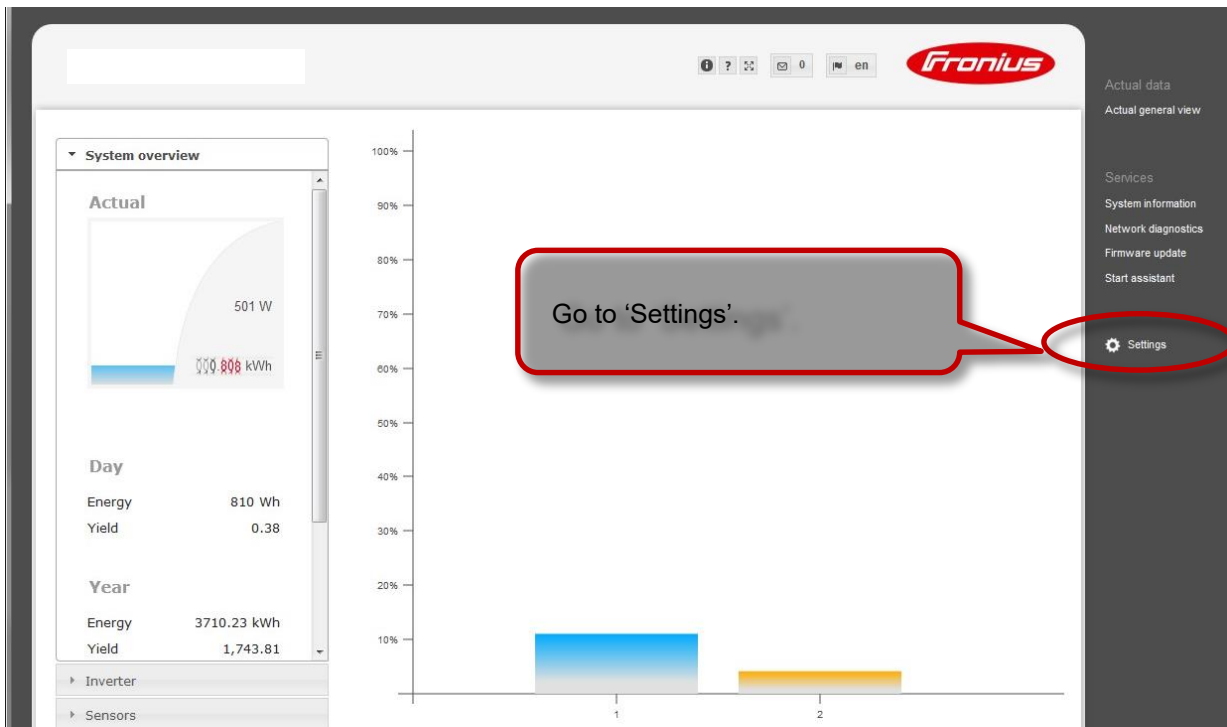 0
en
Fronius
Actual data
Actual general view
Services
System information
Network diagnostics
Firmware update
Start assistant
Settings
System overview
Actual
501 W
000.808 kWh
Day
Energy 810 Wh
Yield 0.38
Year
Energy 3710.23 kWh
Yield 1,743.81
Inverter
Sensors
100%
90%
80%
70%
60%
50%
40%
30%
20%
10%
1 2
Go to ‘Settings’.